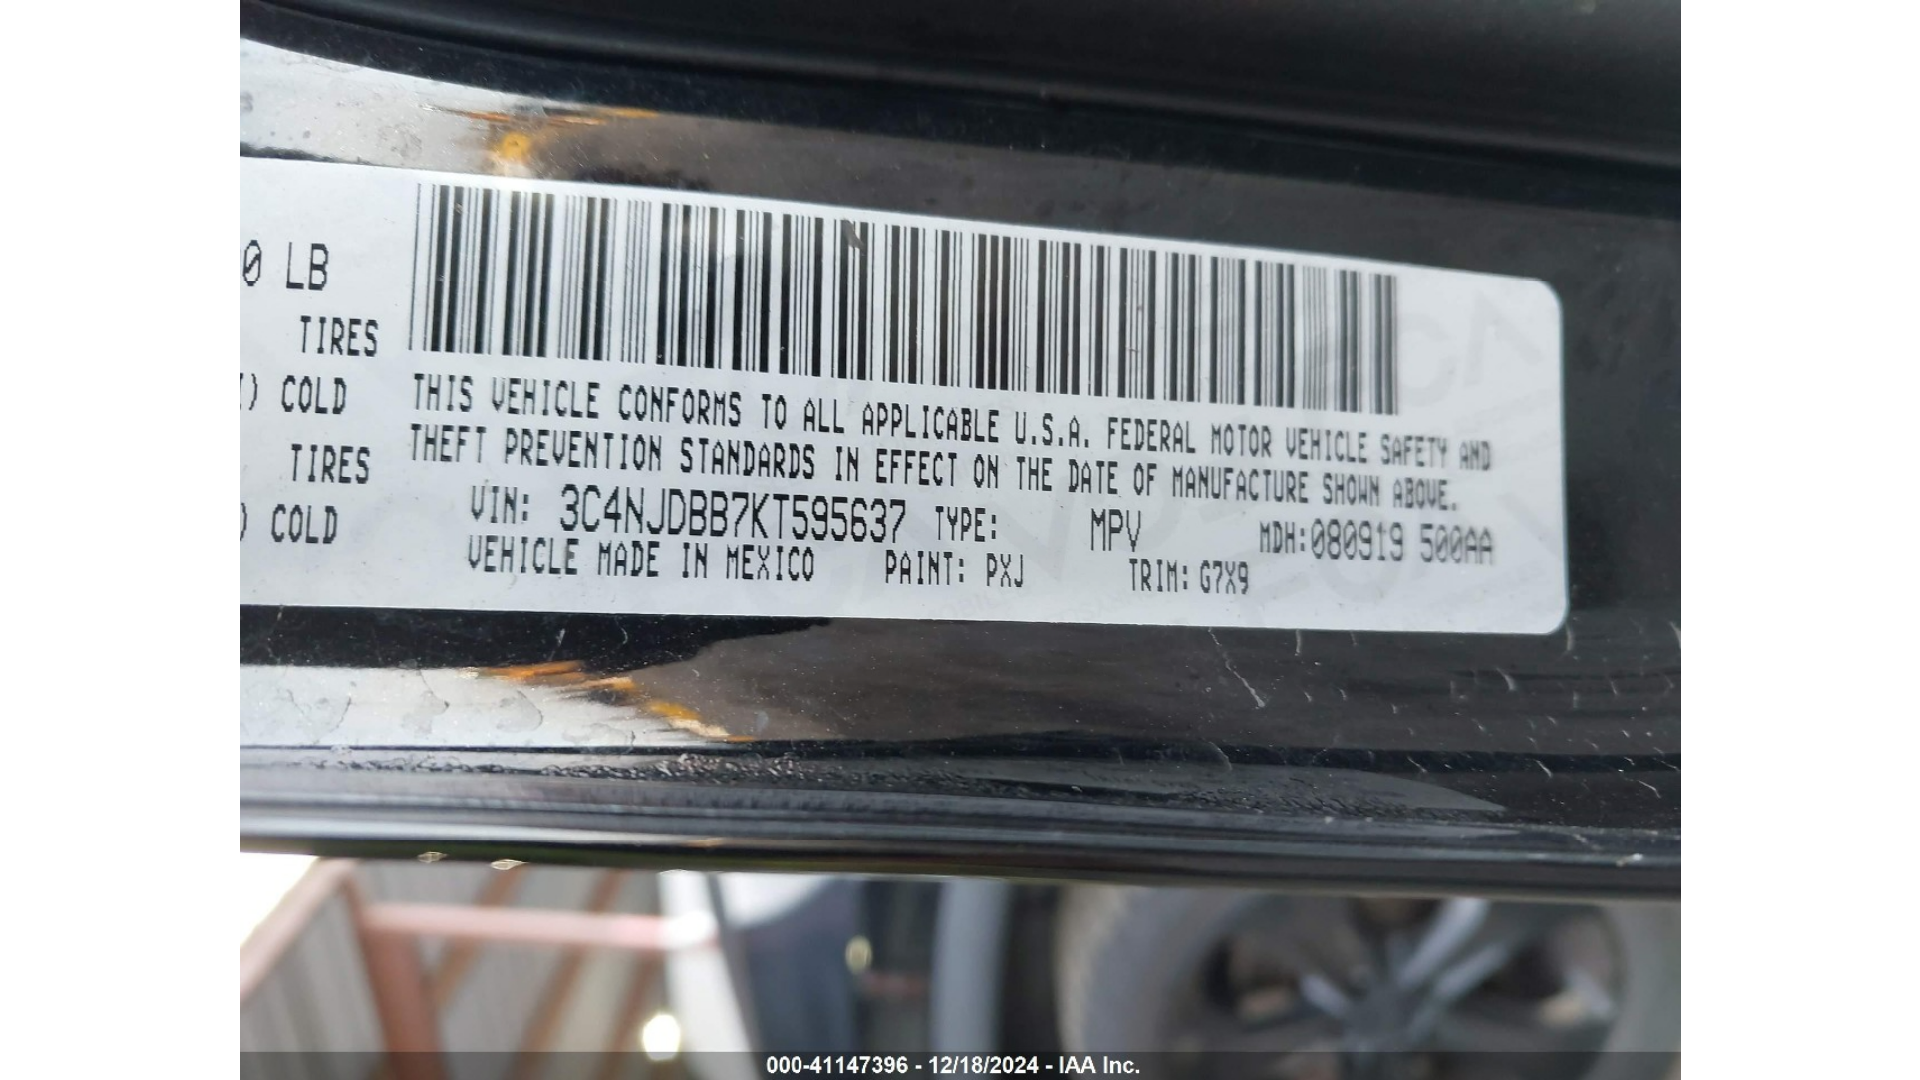 0 LB
TIRES
) COLD
TIRES
) COLD
THIS VEHICLE CONFORMS TO ALL APPLICABLE U.S.A. FEDERAL MOTOR VEHICLE SAFETY AND
THEFT PREVENTION STANDARDS IN EFFECT ON THE DATE OF MANUFACTURE SHOWN ABOVE.
VIN: 3C4NJDBB7KT595637 TYPE: MPV MDH:080919 500AA
VEHICLE MADE IN MEXICO PAINT: PXJ TRIM: G7X9
000-41147396 - 12/18/2024 - IAA Inc.